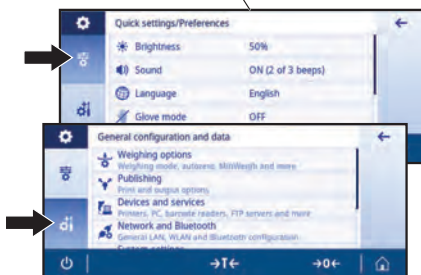 Quick settings/Preferences
Brightness 50%
Sound ON (2 of 3 beeps)
Language English
Glove mode OFF
General configuration and data
Weighing options
Weighing mode, autozero, MinWeigh and more
Publishing
Print and output options
Devices and services
Printers, PC, barcode readers, FTP servers and more
Network and Bluetooth
General LAN, WLAN and Bluetooth configuration
System settings
→T←
→0←